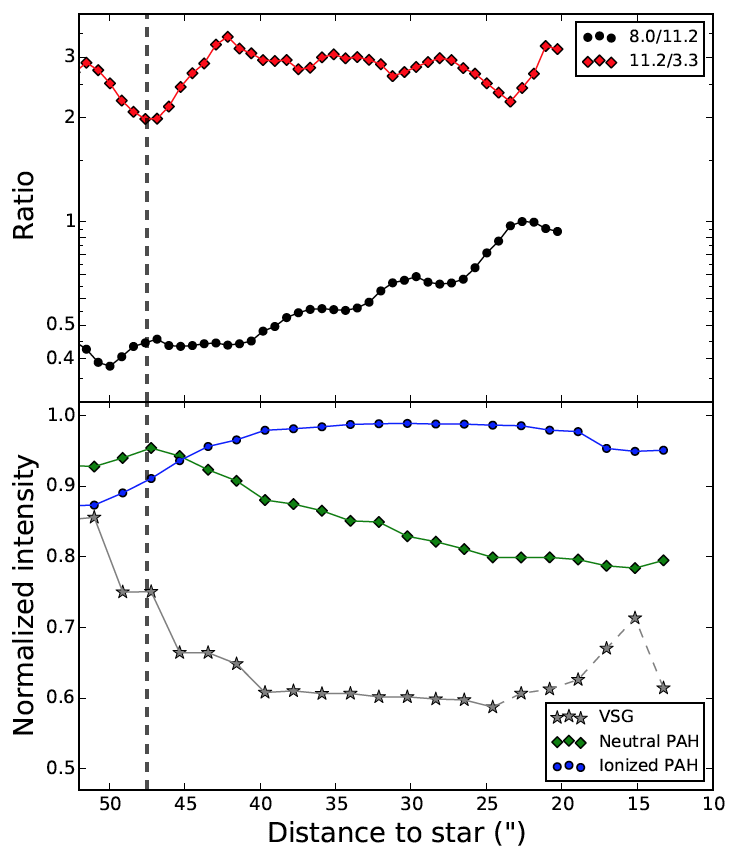 8.0/11.2
11.2/3.3
3
2
1
0.5
0.4
Ratio
1.0
0.9
0.8
0.7
0.6
0.5
Normalized intensity
VSG
Neutral PAH
Ionized PAH
50 45 40 35 30 25 20 15 10
Distance to star (")